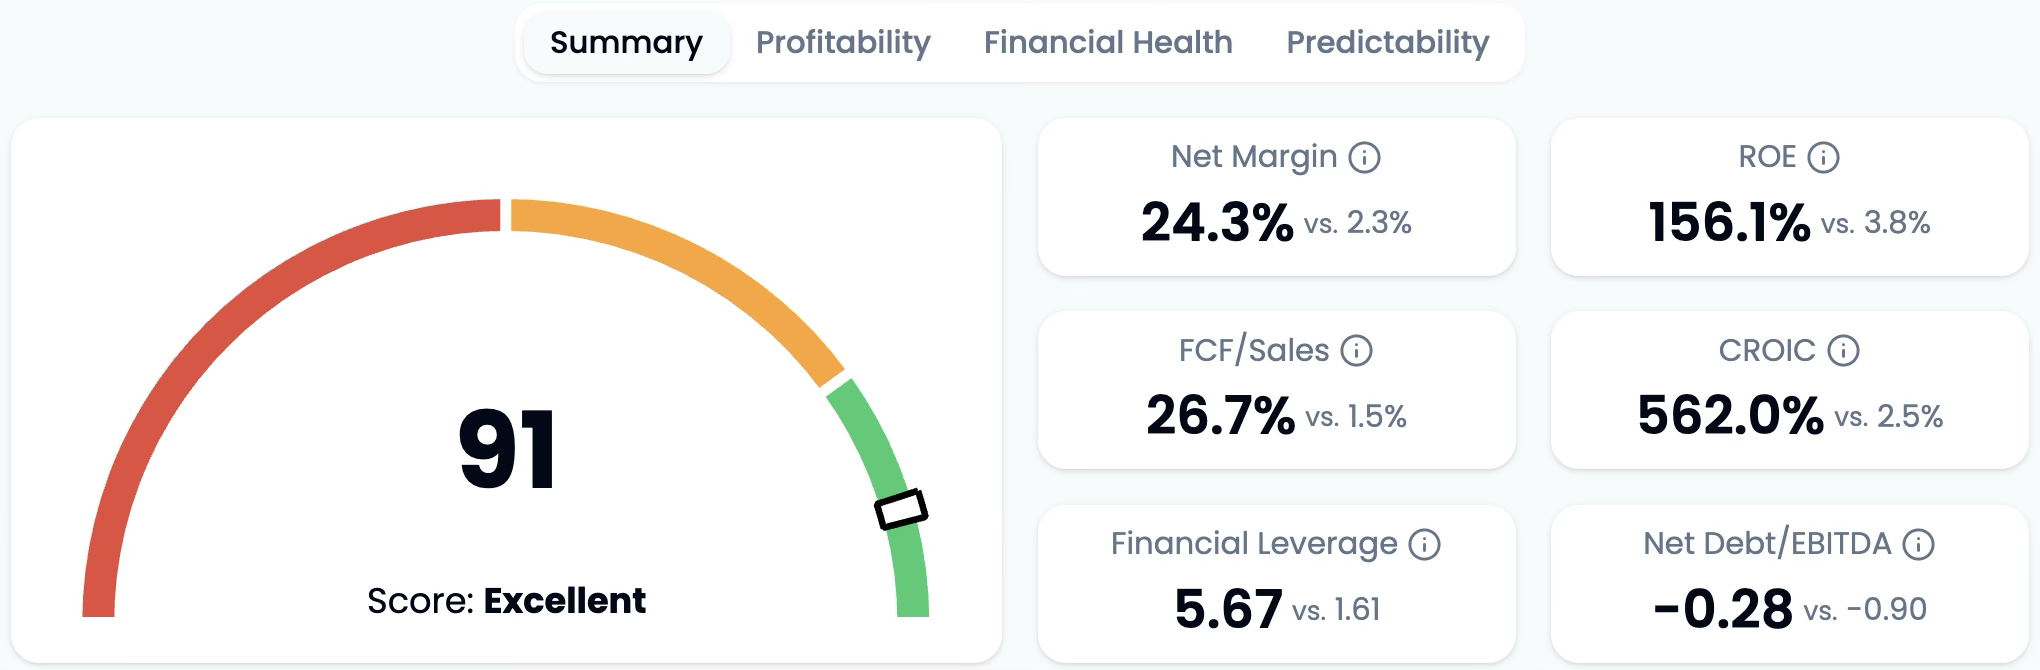 Summary Profitability Financial Health Predictability
91
Score: Excellent
Net Margin
24.3% vs. 2.3%
ROE
156.1% vs. 3.8%
FCF/Sales
26.7% vs. 1.5%
CROIC
562.0% vs. 2.5%
Financial Leverage
5.67 vs. 1.61
Net Debt/EBITDA
-0.28 vs. -0.90